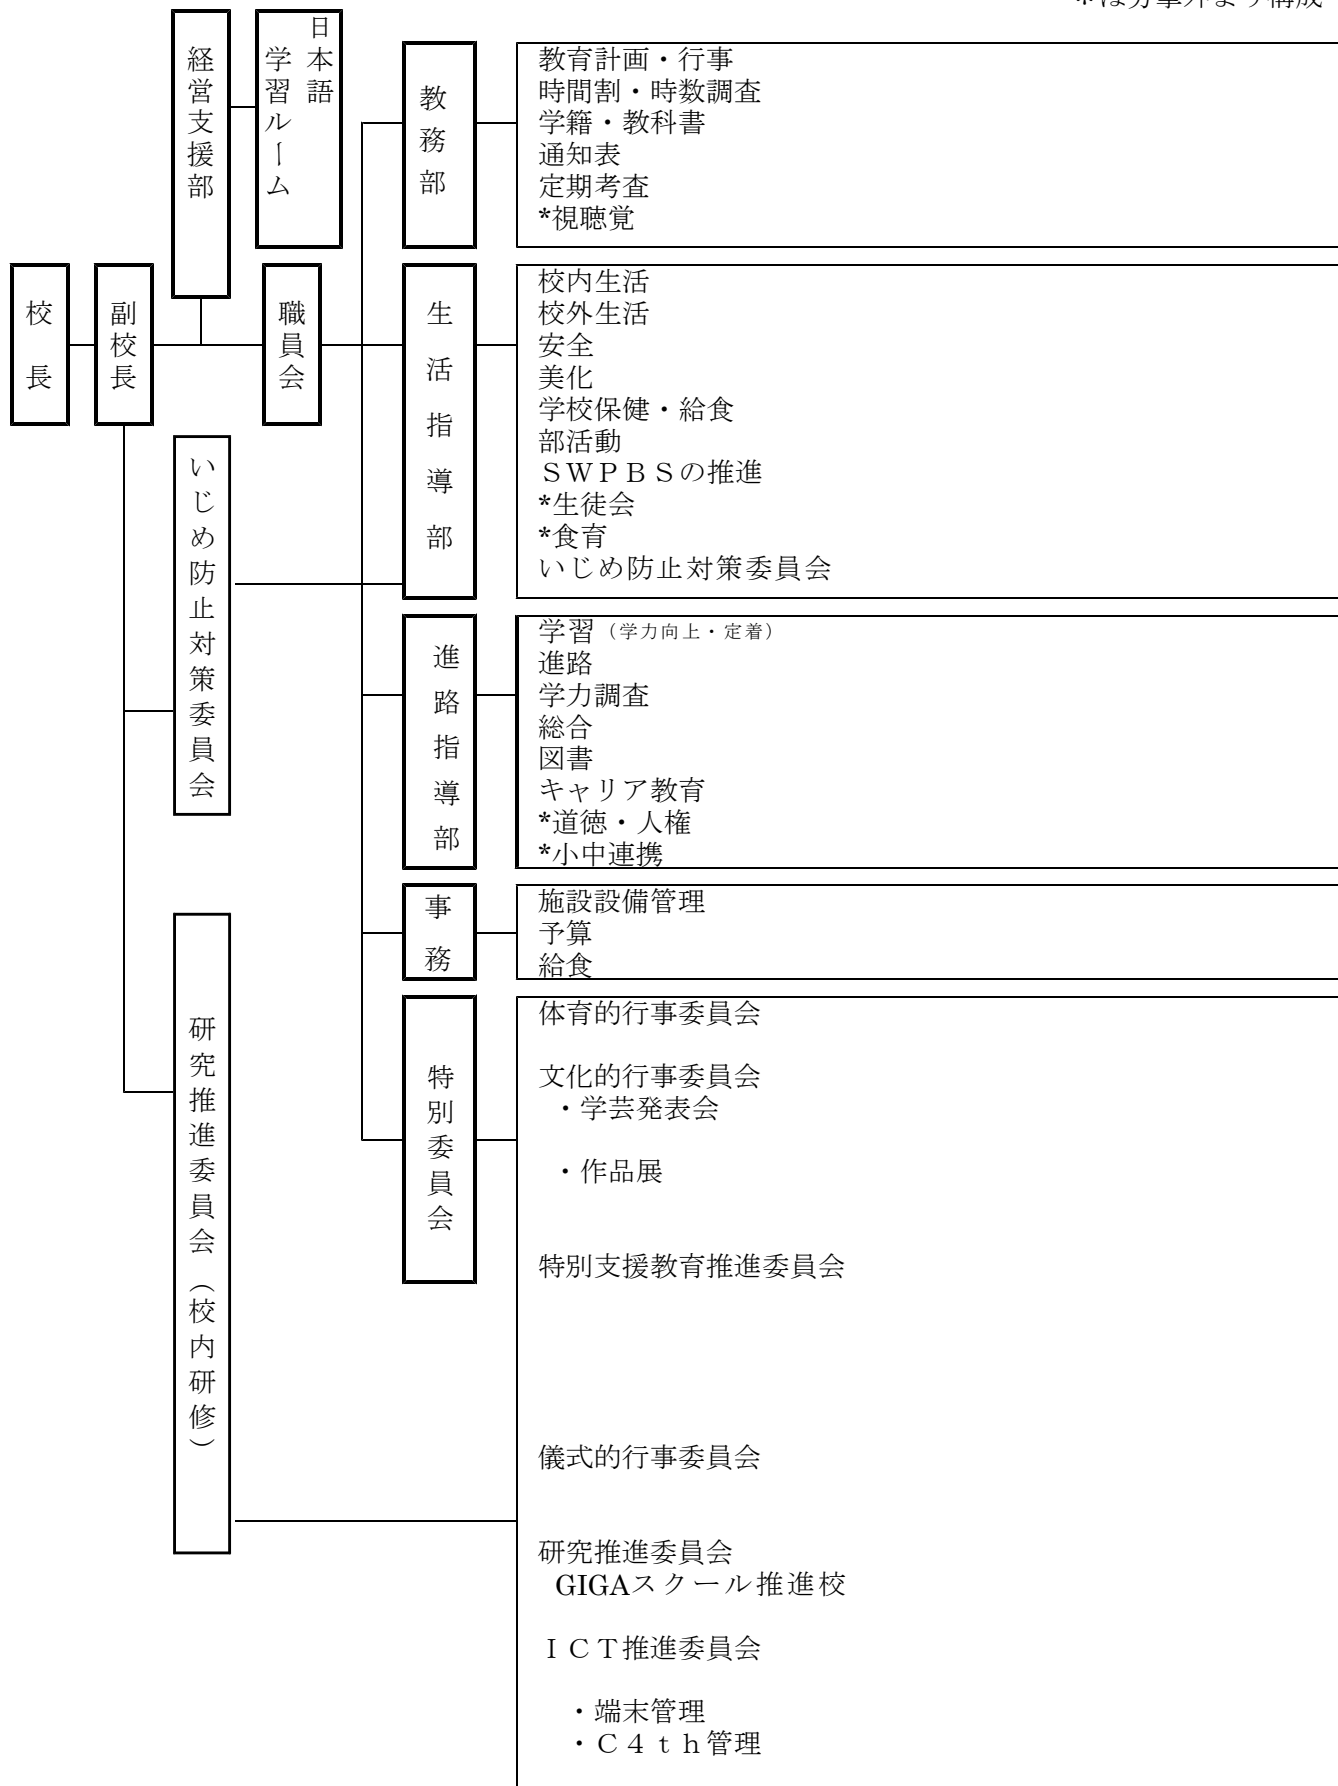 *は分掌外より構成
経営支援部
日本語
学習ルーム
校長
副校長
職員会
いじめ防止対策委員会
研究推進委員会（校内研修）
教務部
教育計画・行事
時間割・時数調査
学籍・教科書
通知表
定期考査
*視聴覚
生活指導部
校内生活
校外生活
安全
美化
学校保健・給食
部活動
ＳＷＰＢＳの推進
*生徒会
*食育
いじめ防止対策委員会
進路指導部
学習（学力向上・定着）
進路
学力調査
総合
図書
キャリア教育
*道徳・人権
*小中連携
事務
施設設備管理
予算
給食
特別委員会
体育的行事委員会
文化的行事委員会
・学芸発表会
・作品展
特別支援教育推進委員会
儀式的行事委員会
研究推進委員会
GIGAスクール推進校
ＩＣＴ推進委員会
・端末管理
・Ｃ４ｔｈ管理